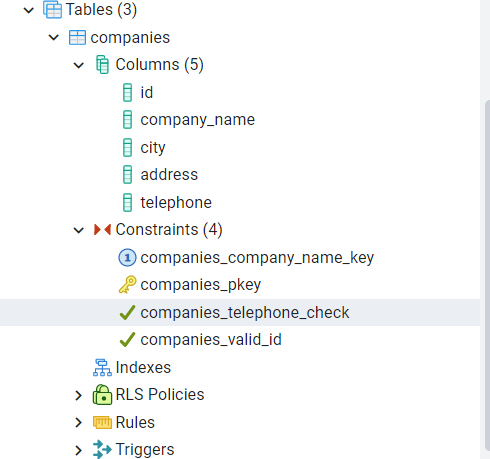 Tables (3)
companies
Columns (5)
id
company_name
city
address
telephone
Constraints (4)
1 companies_company_name_key
companies_pkey
companies_telephone_check
companies_valid_id
Indexes
RLS Policies
Rules
Triggers